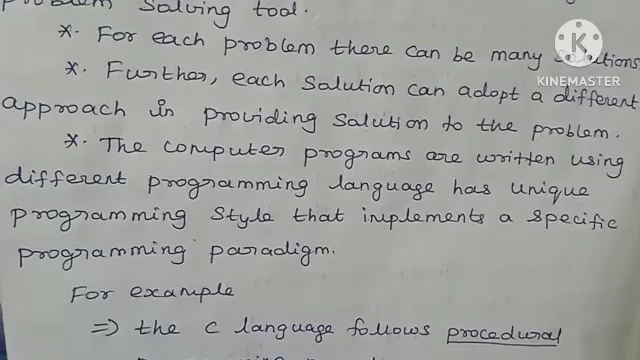 problem solving tool.
*. For each problem there can be many solutions
*. Further, each solution can adopt a different
approach in providing solution to the problem.
*. The computer programs are written using
different programming language has unique
programming style that implements a specific
programming paradigm.
For example
=> the C language follows procedural
K
KINEMASTER